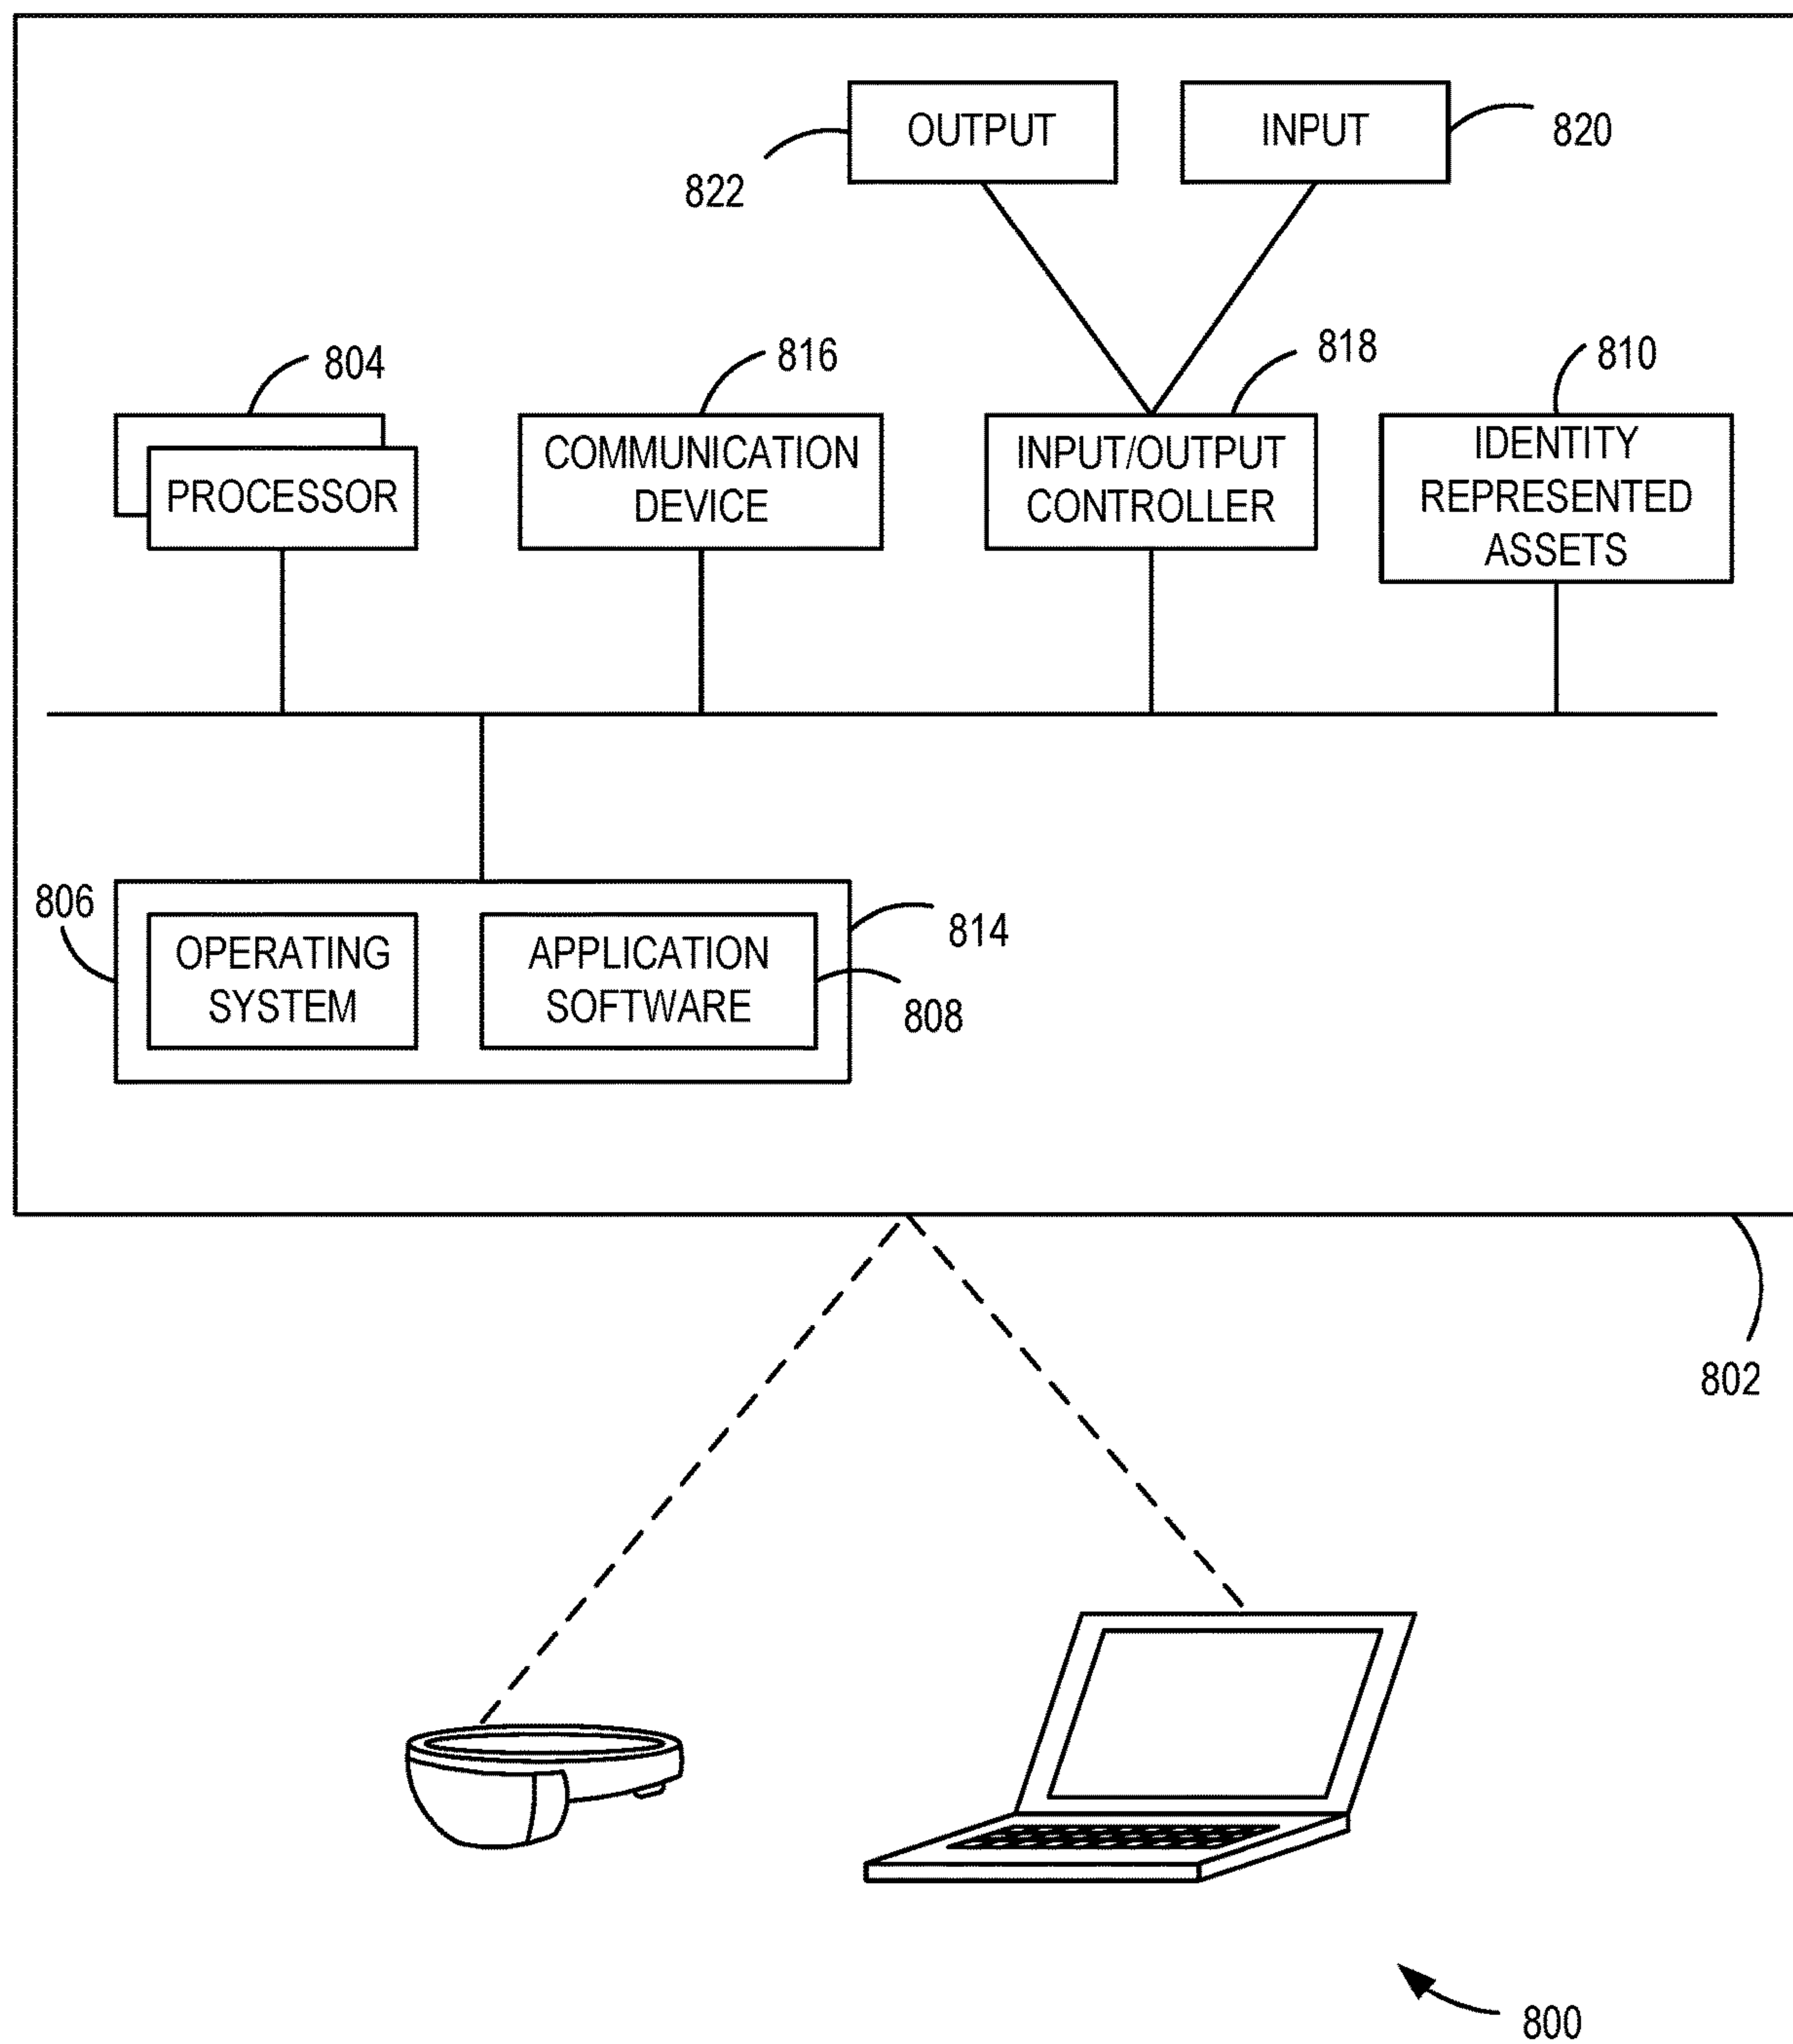 OUTPUT
INPUT
820
822
804
816
818
810
PROCESSOR
COMMUNICATION
DEVICE
INPUT/OUTPUT
CONTROLLER
IDENTITY
REPRESENTED
ASSETS
806
OPERATING
SYSTEM
APPLICATION
SOFTWARE
814
808
802
800